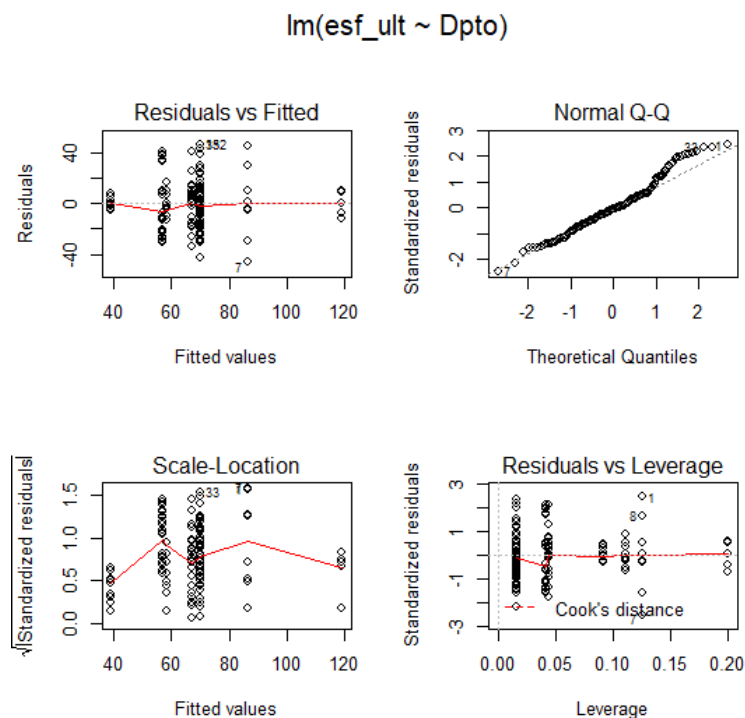 lm(esf_ult ~ Dpto)
Residuals vs Fitted
Residuals
40
0
-40
152
7
40 60 80 100 120
Fitted values
Normal Q-Q
Standardized residuals
3
2
0
-2
33 1
7
-2 -1 0 1 2
Theoretical Quantiles
Scale-Location
√|Standardized residuals|
1.5
1.0
0.5
0.0
33
40 60 80 100 120
Fitted values
Residuals vs Leverage
Standardized residuals
3
1
-1
-3
1
8
7
Cook's distance
0.00 0.05 0.10 0.15 0.20
Leverage